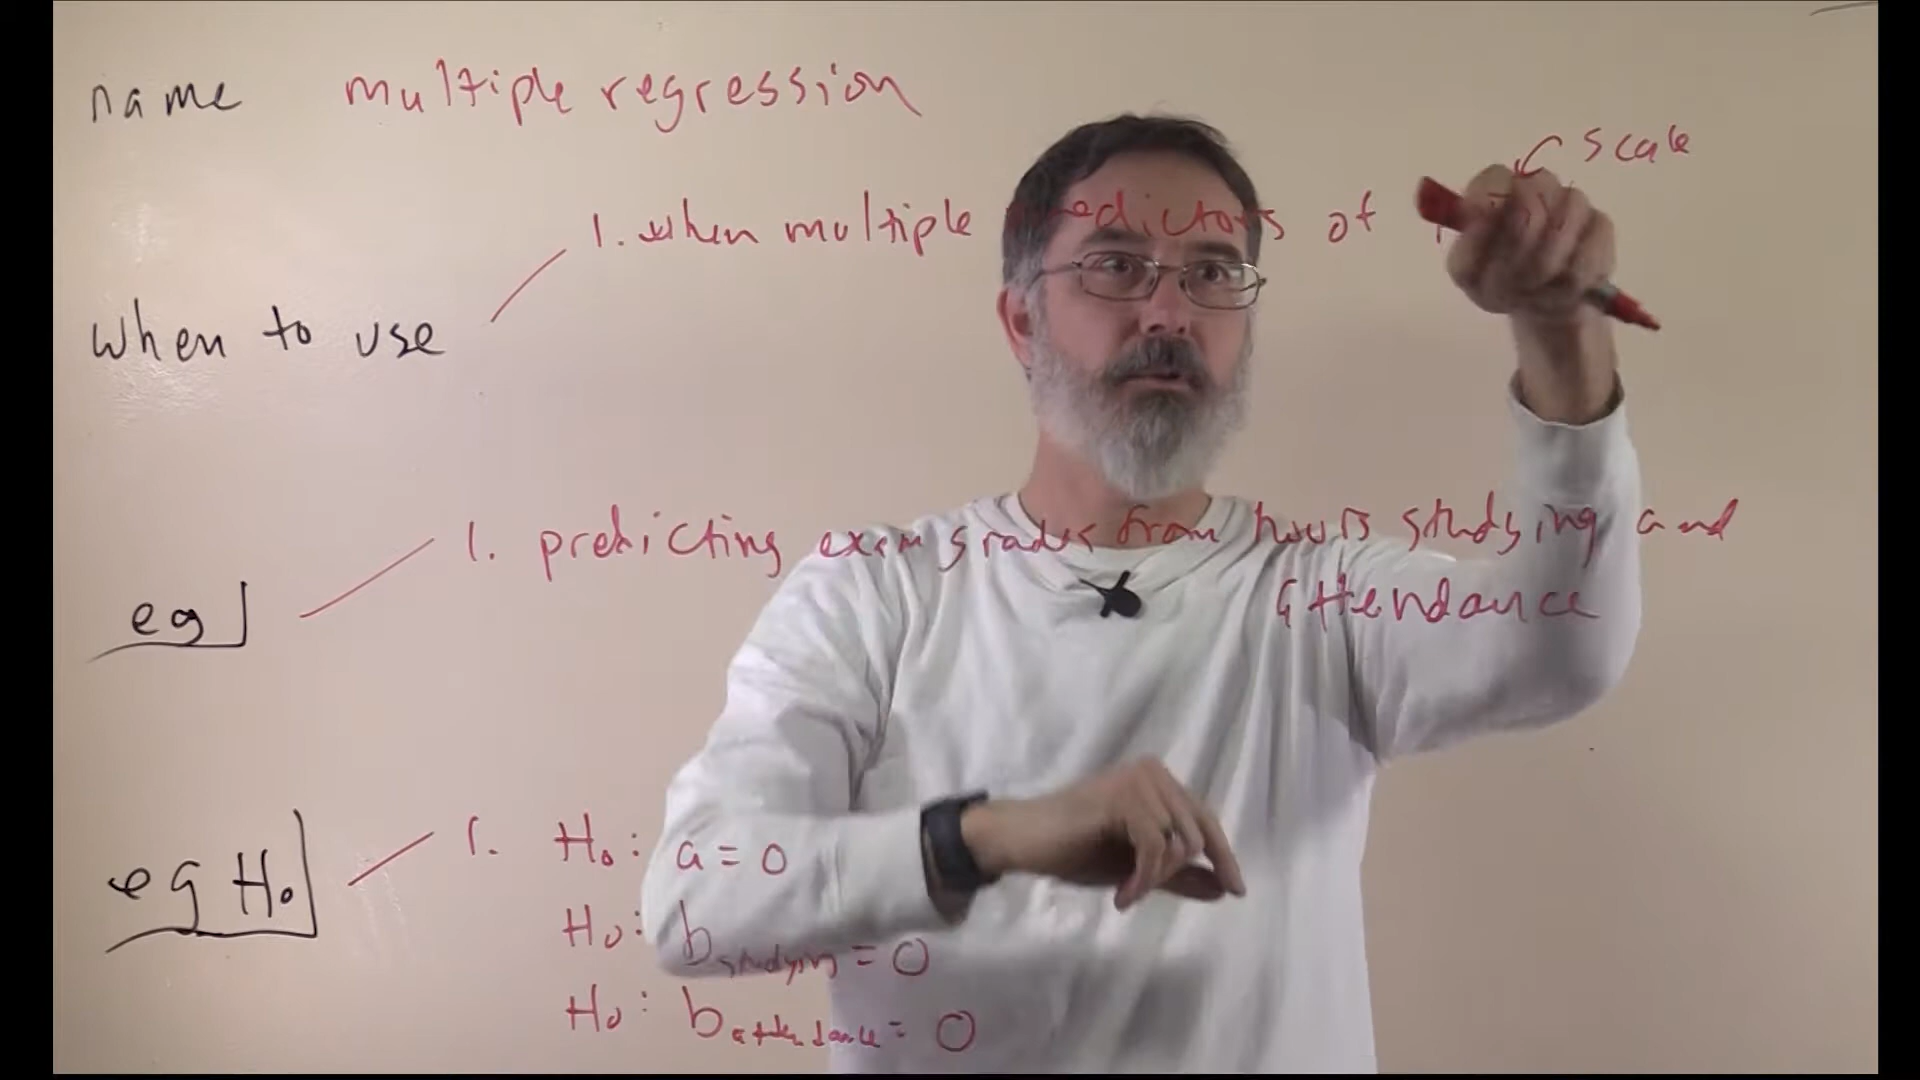 name multiple regression
scale
1. when multiple predictors of
when to use
1. predicting exam grades from hours studying and
attendance
eg
1. H₀: a = 0
eg H₀
H₀: b studying = 0
H₀: b attendance = 0